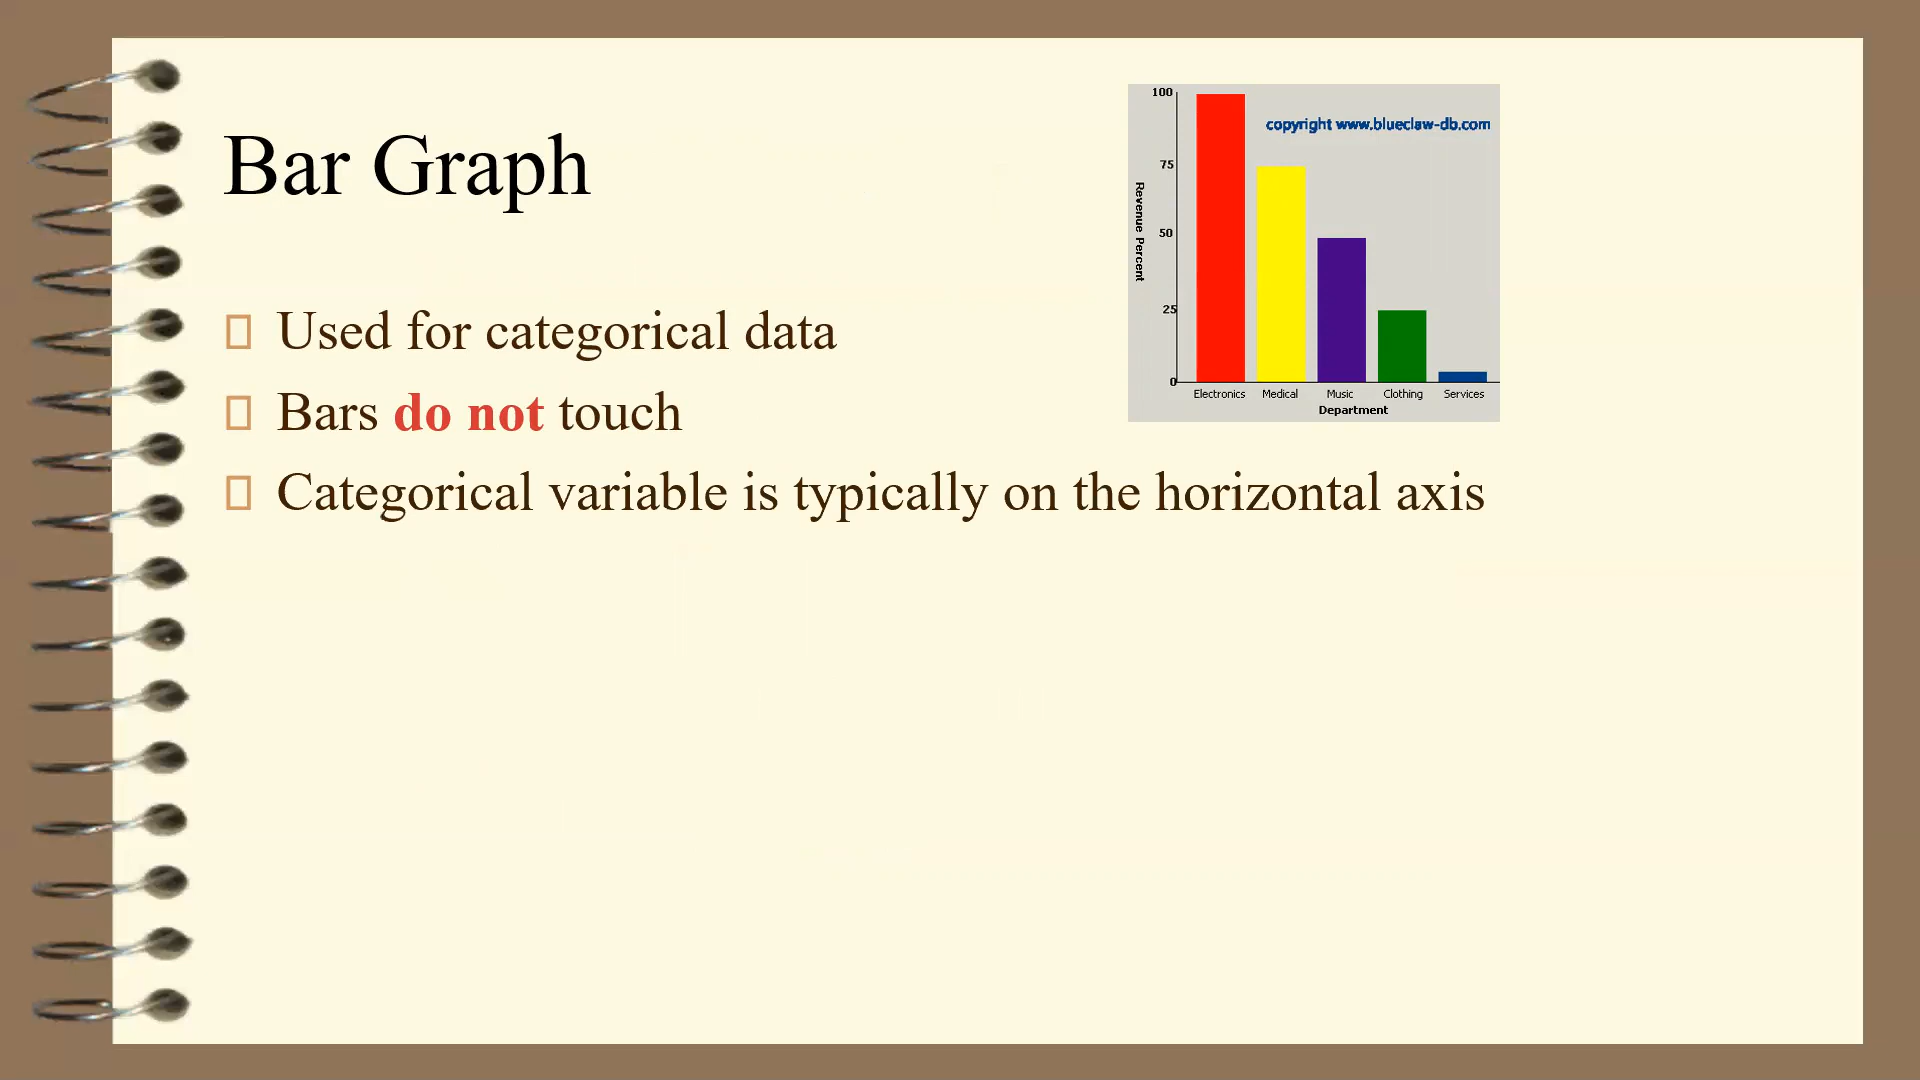 Bar Graph
Used for categorical data
Bars do not touch
Categorical variable is typically on the horizontal axis
copyright www.blueclaw-db.com
100
75
50
25
0
Revenue Percent
Electronics Medical Music Clothing Services
Department